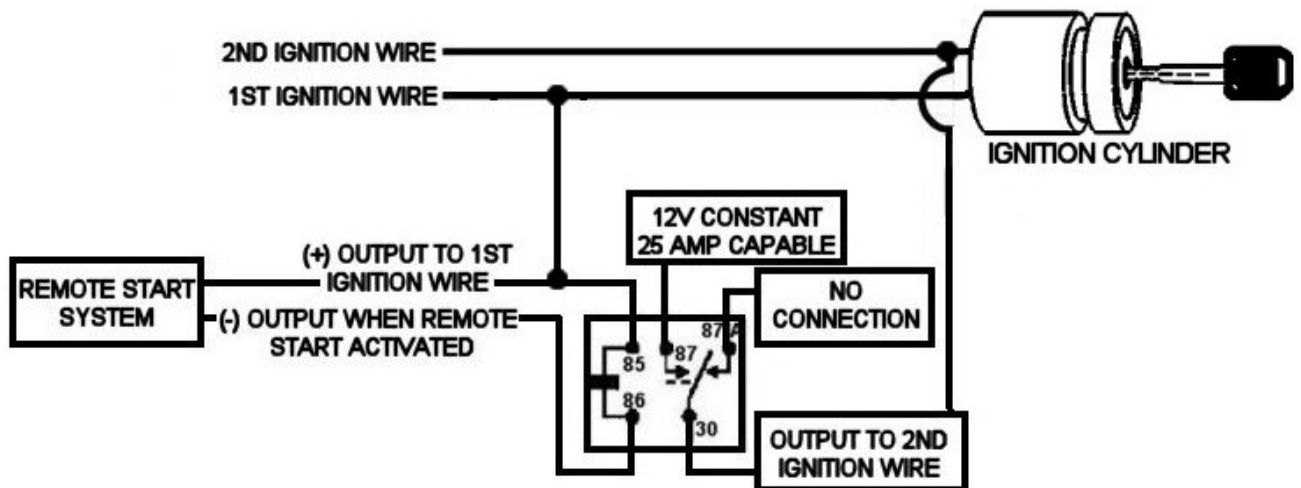 2ND IGNITION WIRE
1ST IGNITION WIRE
IGNITION CYLINDER
12V CONSTANT
25 AMP CAPABLE
(+) OUTPUT TO 1ST
IGNITION WIRE
NO
CONNECTION
REMOTE START
SYSTEM
(-) OUTPUT WHEN REMOTE
START ACTIVATED
87A
87
85
86
30
OUTPUT TO 2ND
IGNITION WIRE